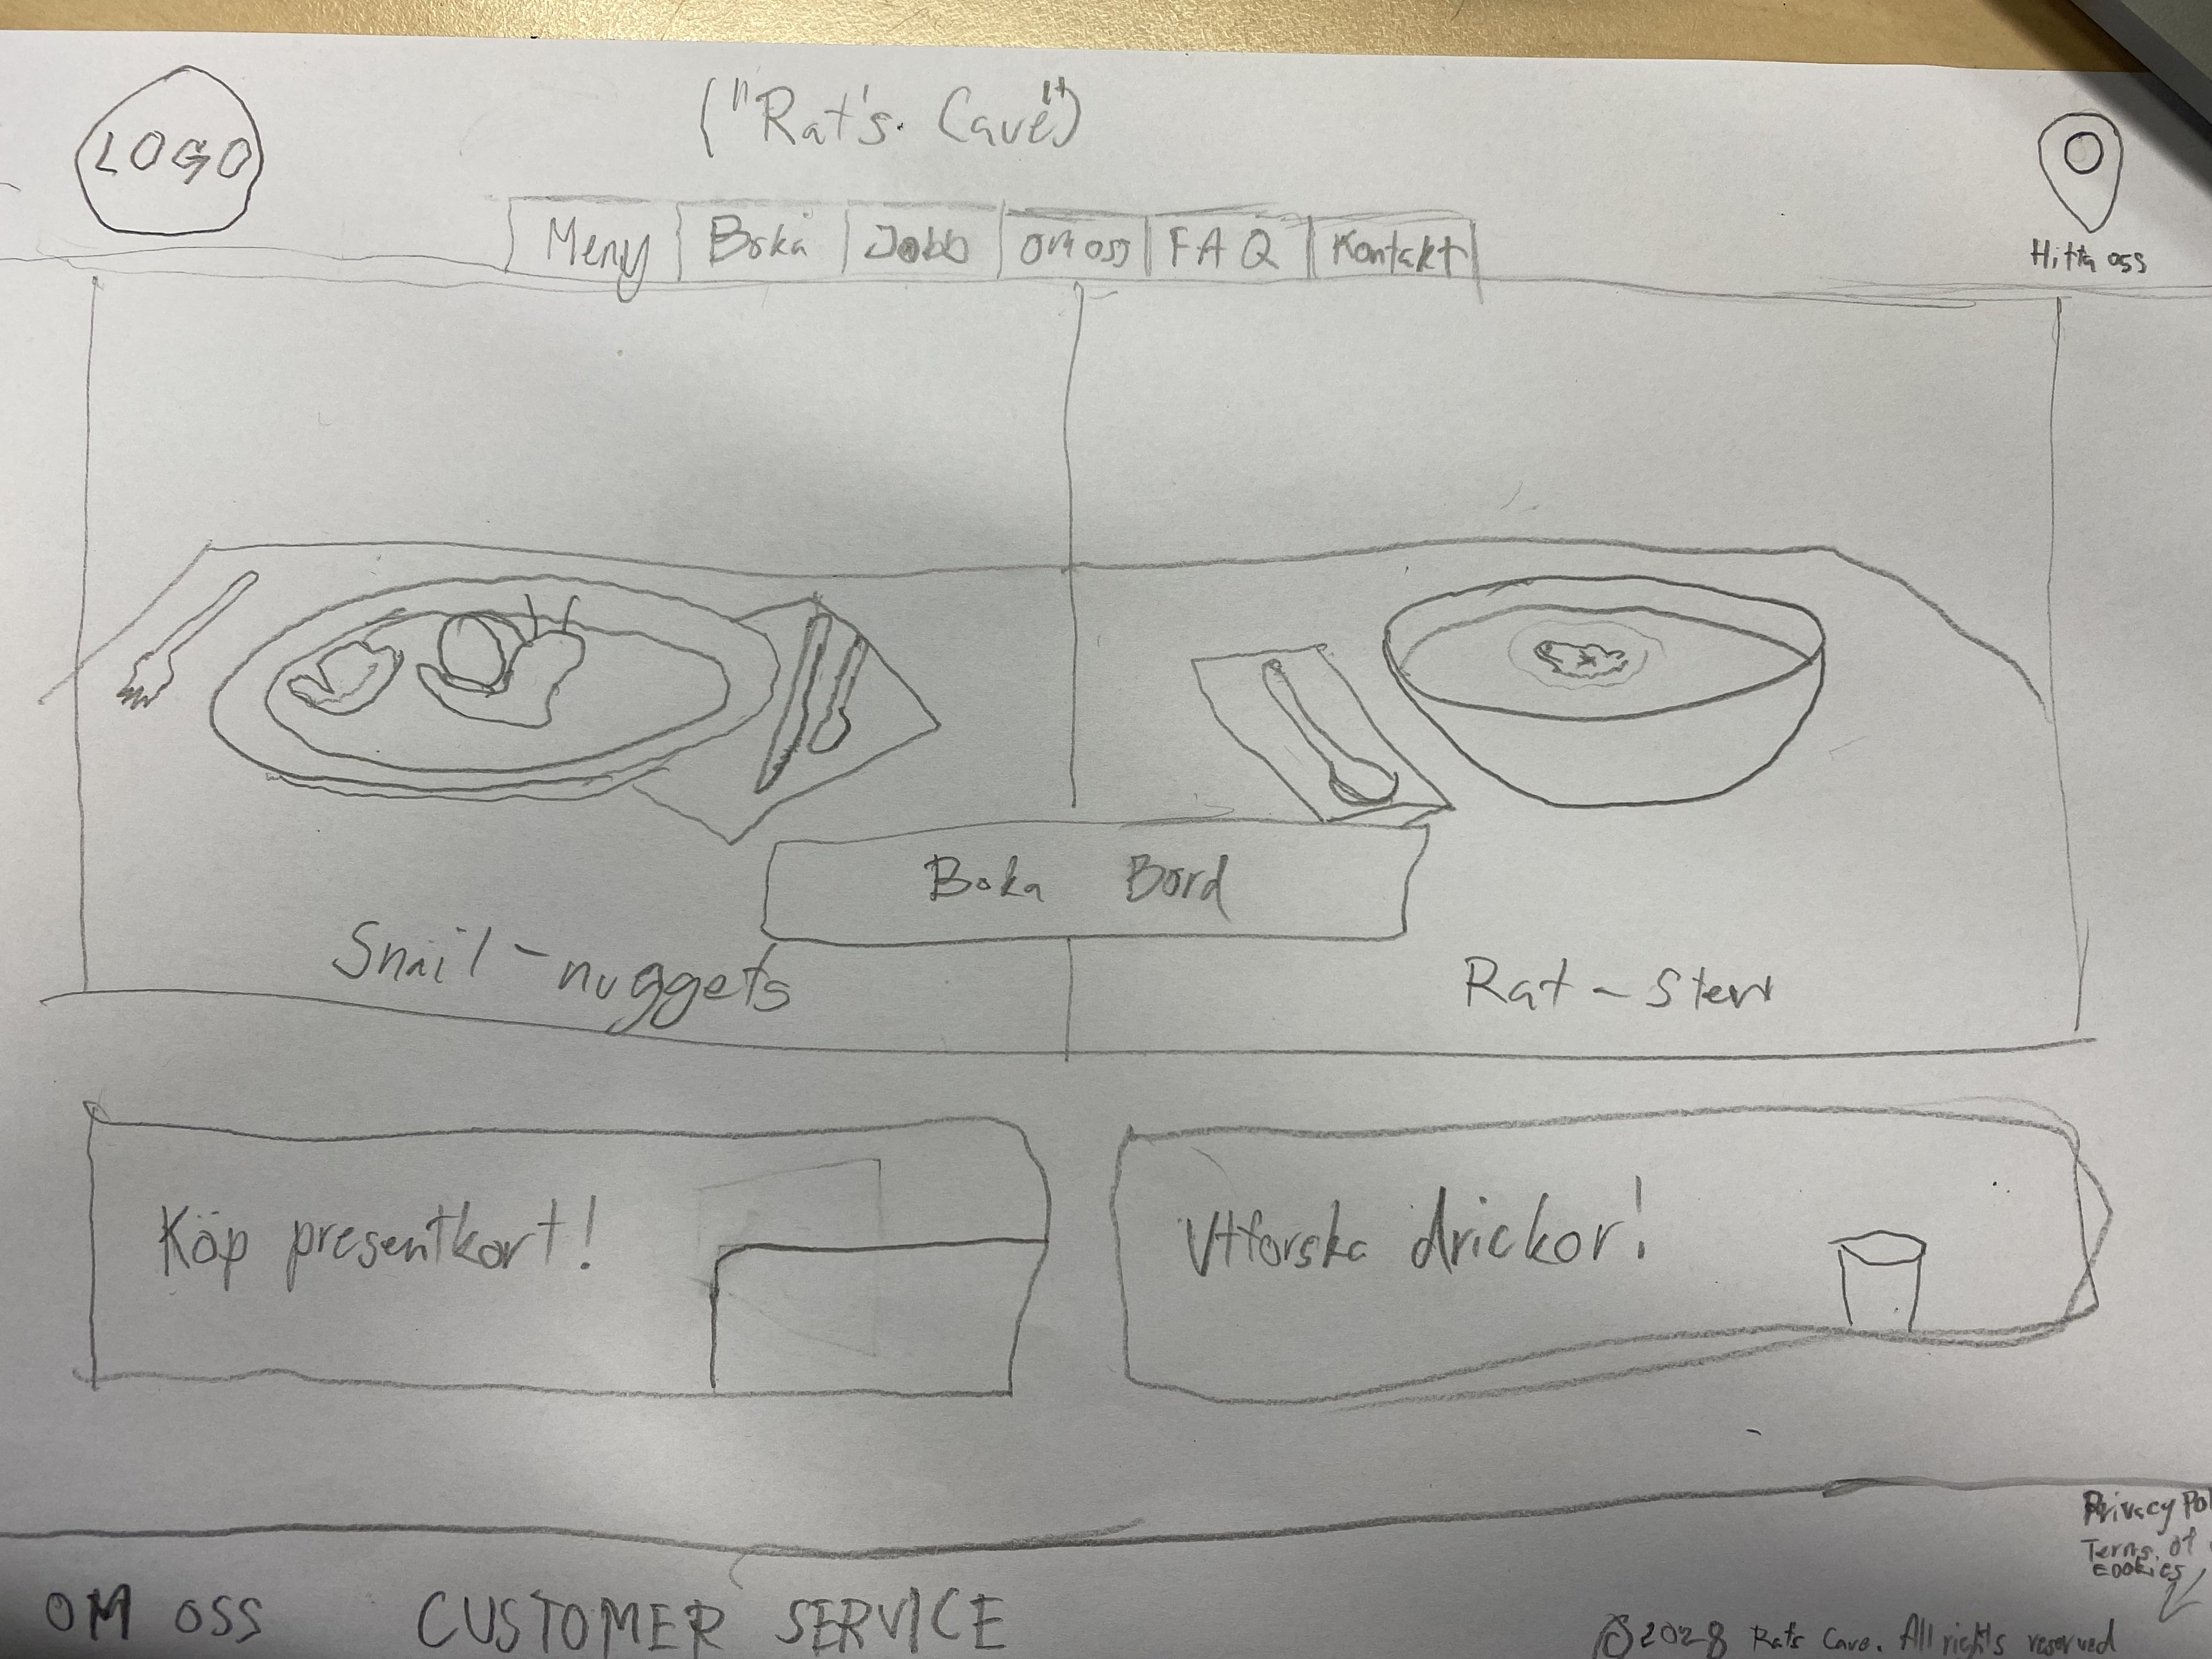 LOGO
("Rat's. Cave")
Hitta oss
Meny Boka Jobb OM oss FAQ Kontakt
Snail-nuggets
Boka Bord
Rat-Stew
Köp presentkort!
Utforska drickor!
OM OSS CUSTOMER SERVICE
©2028 Rats Cave. All rights reserved
Privacy Pol
Terms of
Cookies